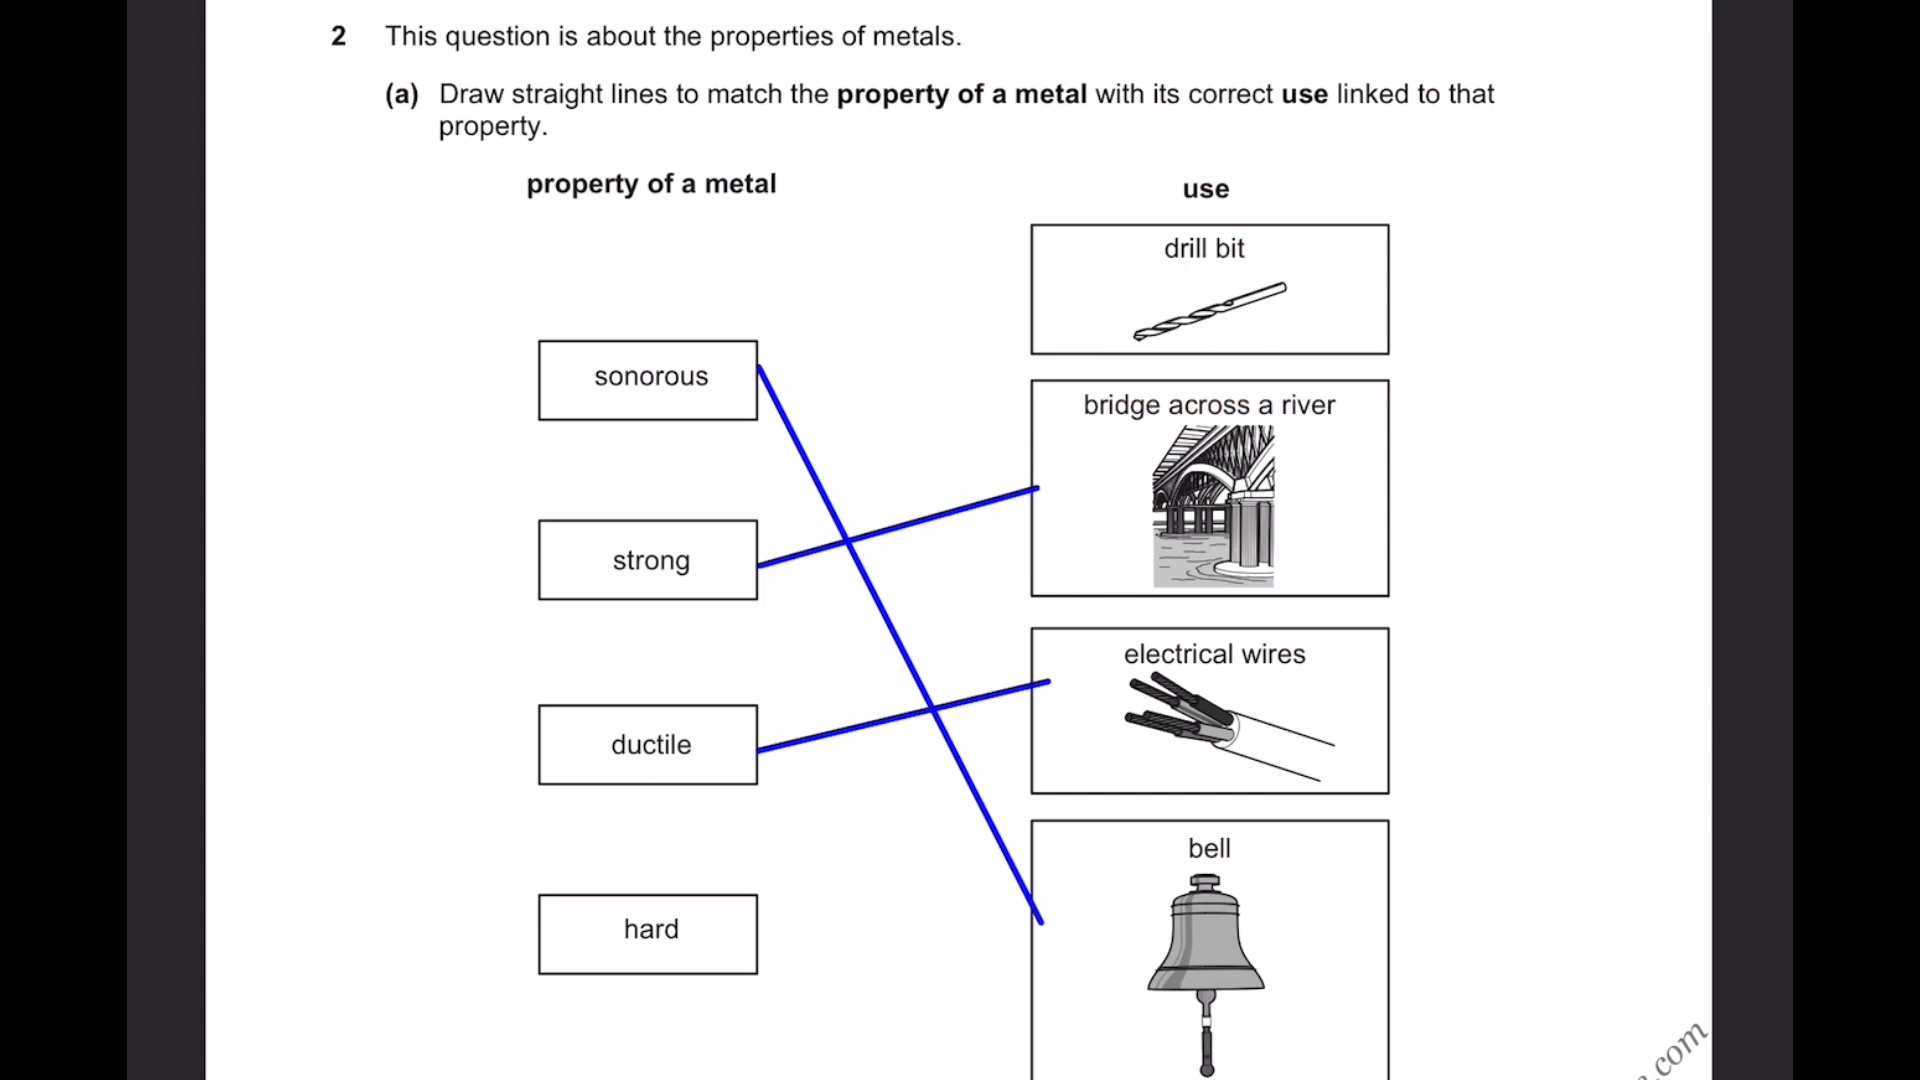 2 This question is about the properties of metals.
(a) Draw straight lines to match the property of a metal with its correct use linked to that
property.
property of a metal
use
drill bit
sonorous
bridge across a river
strong
electrical wires
ductile
bell
hard
.com